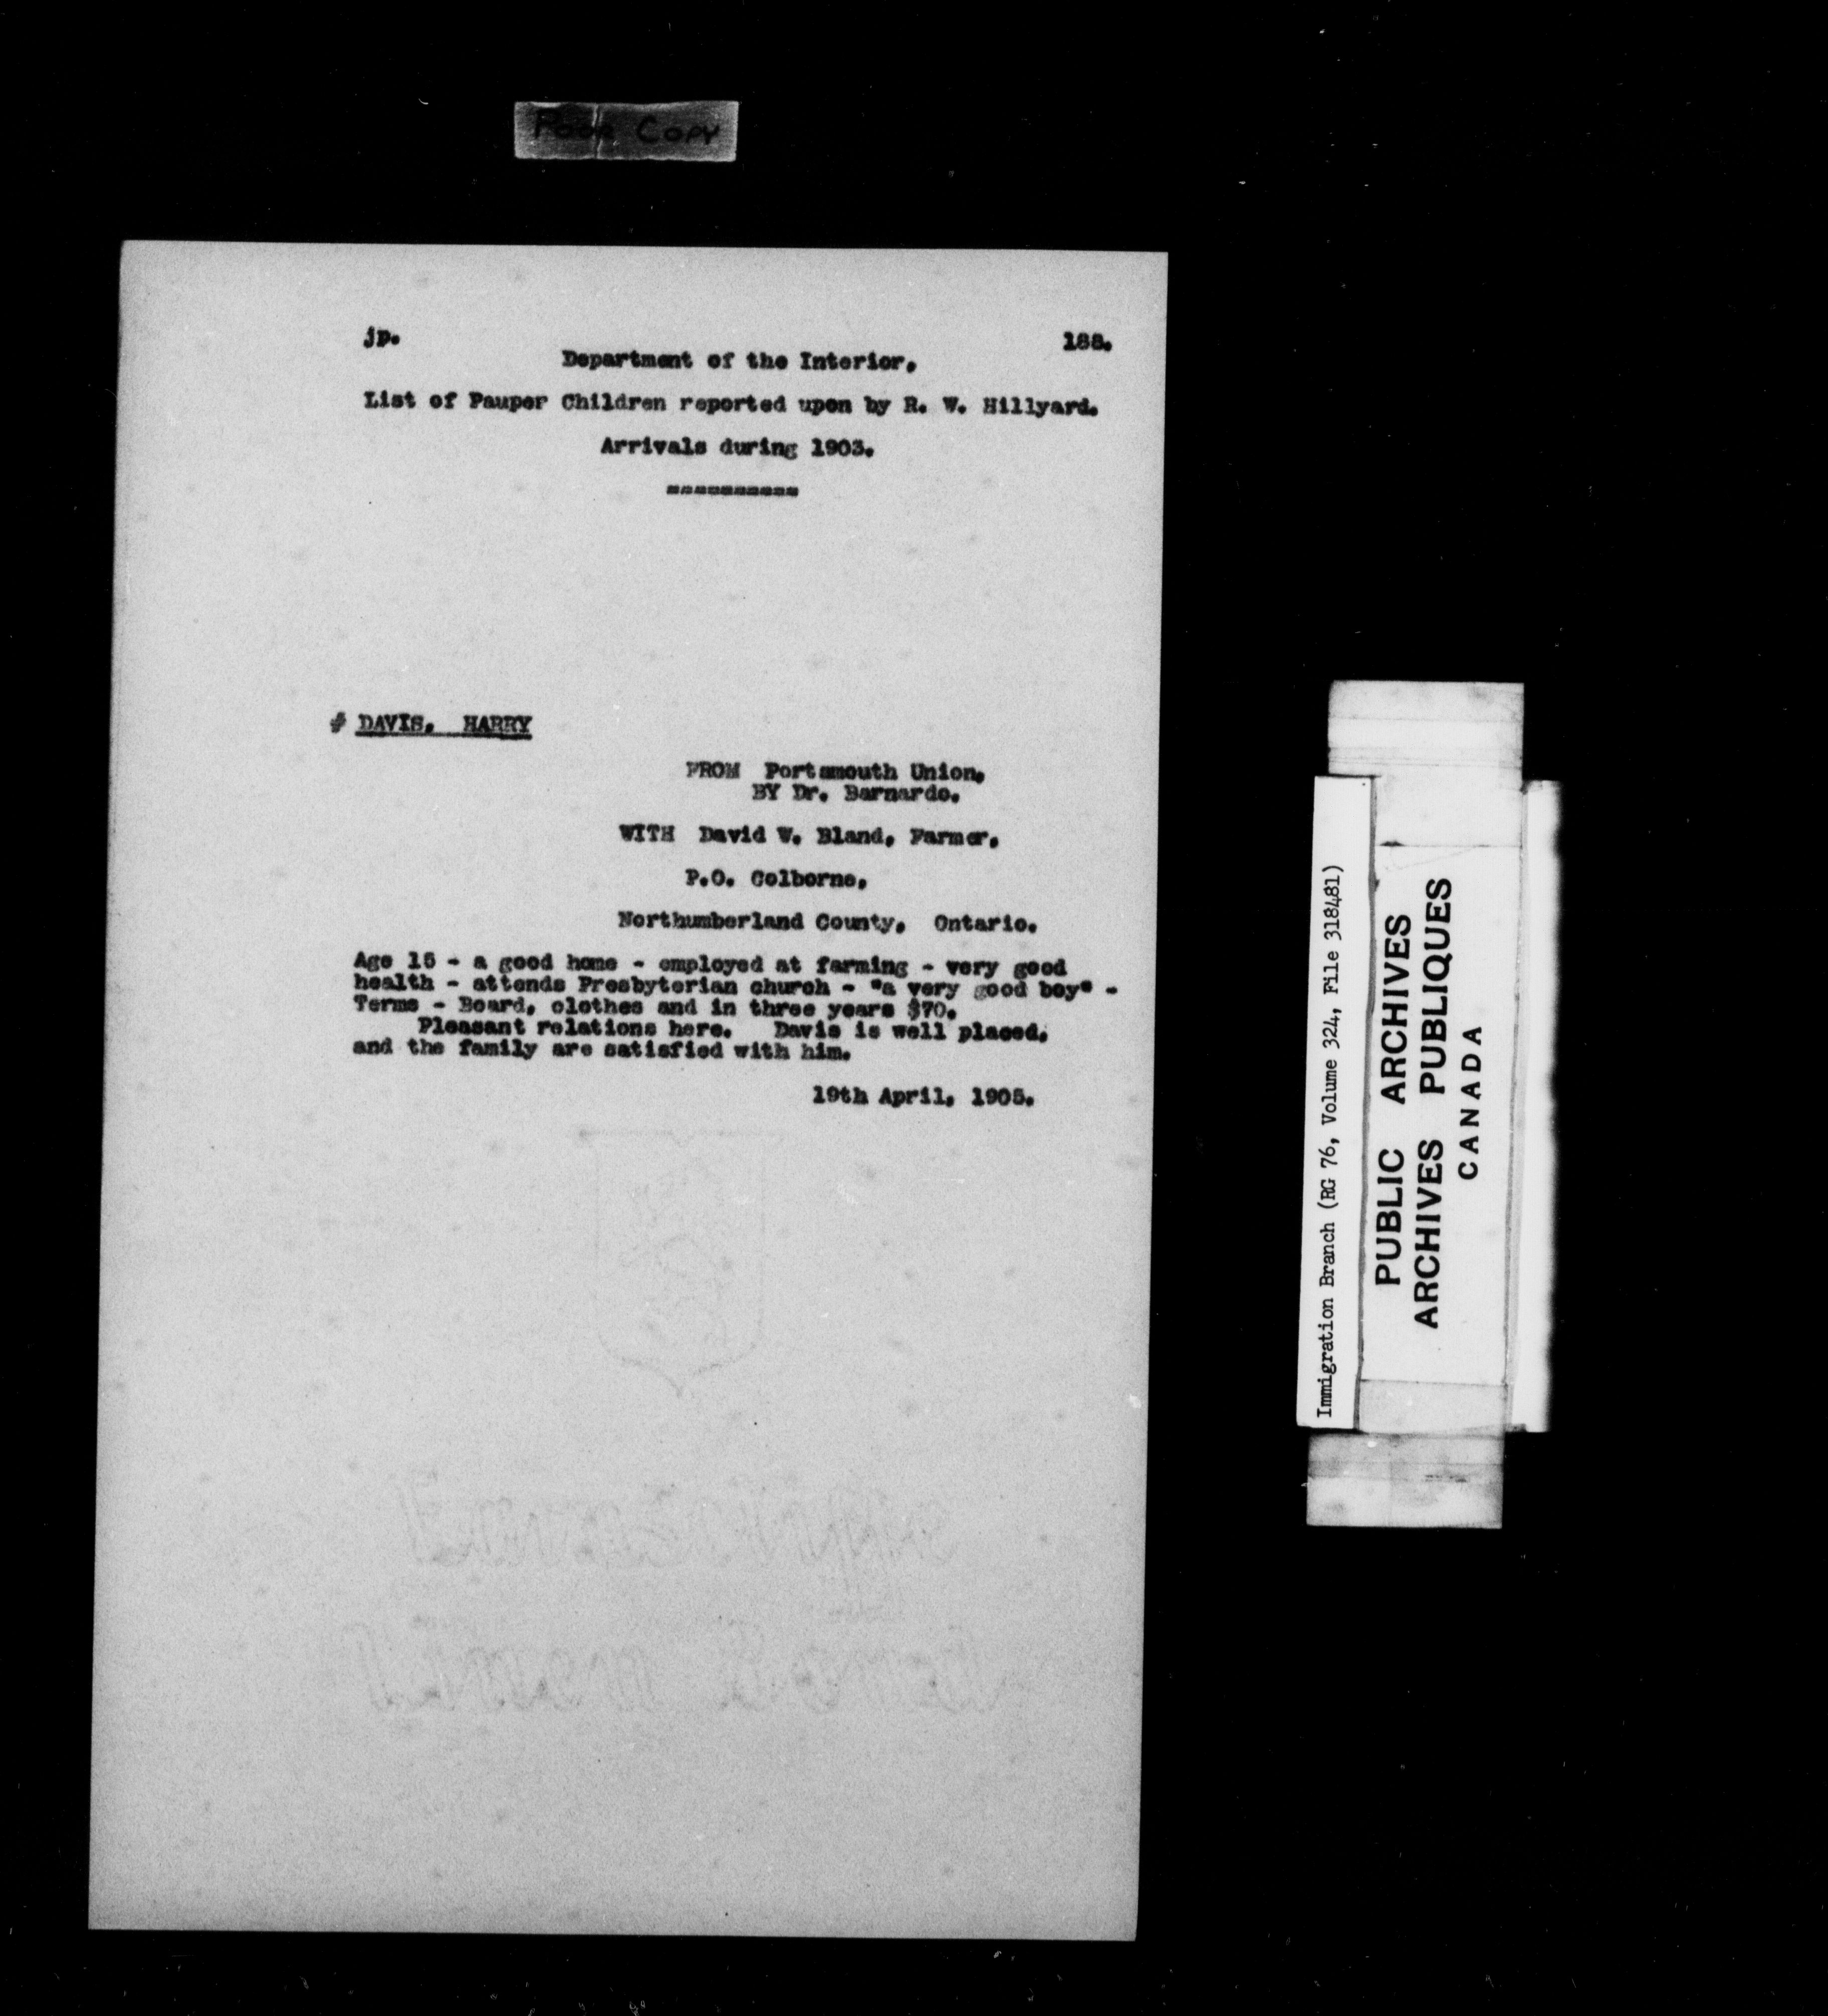 POOR COPY
jp.
188.
Department of the Interior.
List of Pauper Children reported upon by R. W. Hillyard.
Arrivals during 1903.
# DAVIS, HARRY
FROM Portsmouth Union,
BY Dr. Barnardo.
WITH David W. Bland, Farmer,
P.O. Colborne,
Northumberland County, Ontario.
Age 15 - a good home - employed at farming - very good
health - attends Presbyterian church - "a very good boy" -
Terms - Board, clothes and in three years $70.
Pleasant relations here. Davis is well placed,
and the family are satisfied with him.
19th April, 1905.
Immigration Branch (RG 76, Volume 324, File 318481)
PUBLIC ARCHIVES
ARCHIVES PUBLIQUES
CANADA